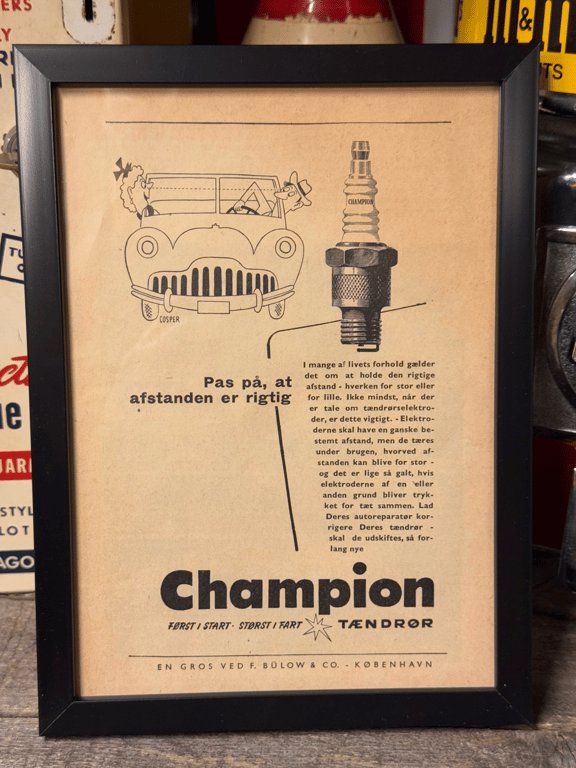 CHAMPION
COSPER
Pas på, at
afstanden er rigtig
I mange af livets forhold gælder
det om at holde den rigtige
afstand - hverken for stor eller
for lille. Ikke mindst, når der
er tale om tændrørselektro-
der, er dette vigtigt. - Elektro-
derne skal have en ganske be-
stemt afstand, men de tæres
under brugen, hvorved af-
standen kan blive for stor -
og det er lige så galt, hvis
elektroderne af en eller
anden grund bliver tryk-
ket for tæt sammen. Lad
Deres autoreparatør kor-
rigere Deres tændrør -
skal de udskiftes, så for-
lang nye
Champion
FØRST I START · STØRST I FART TÆNDRØR
EN GROS VED F. BÜLOW & CO. - KØBENHAVN
&